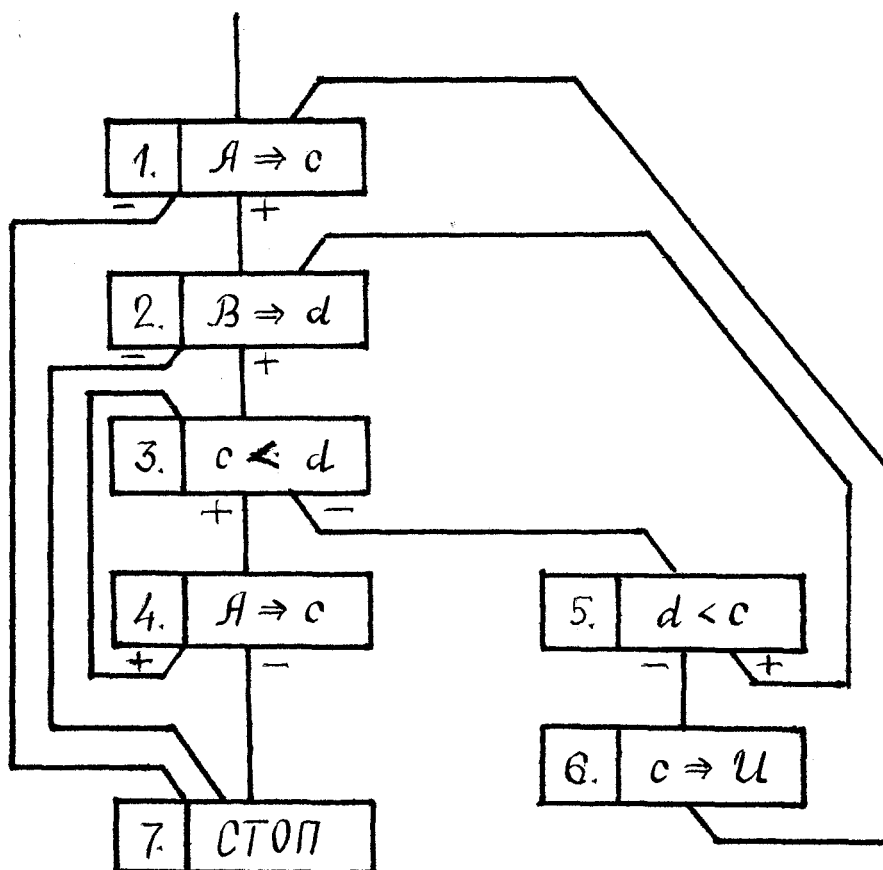 1. A ⇒ c
- +
2. B ⇒ d
- +
3. c < d
+ -
4. A ⇒ c
+ -
5. d < c
- +
6. c ⇒ U
7. СТОП